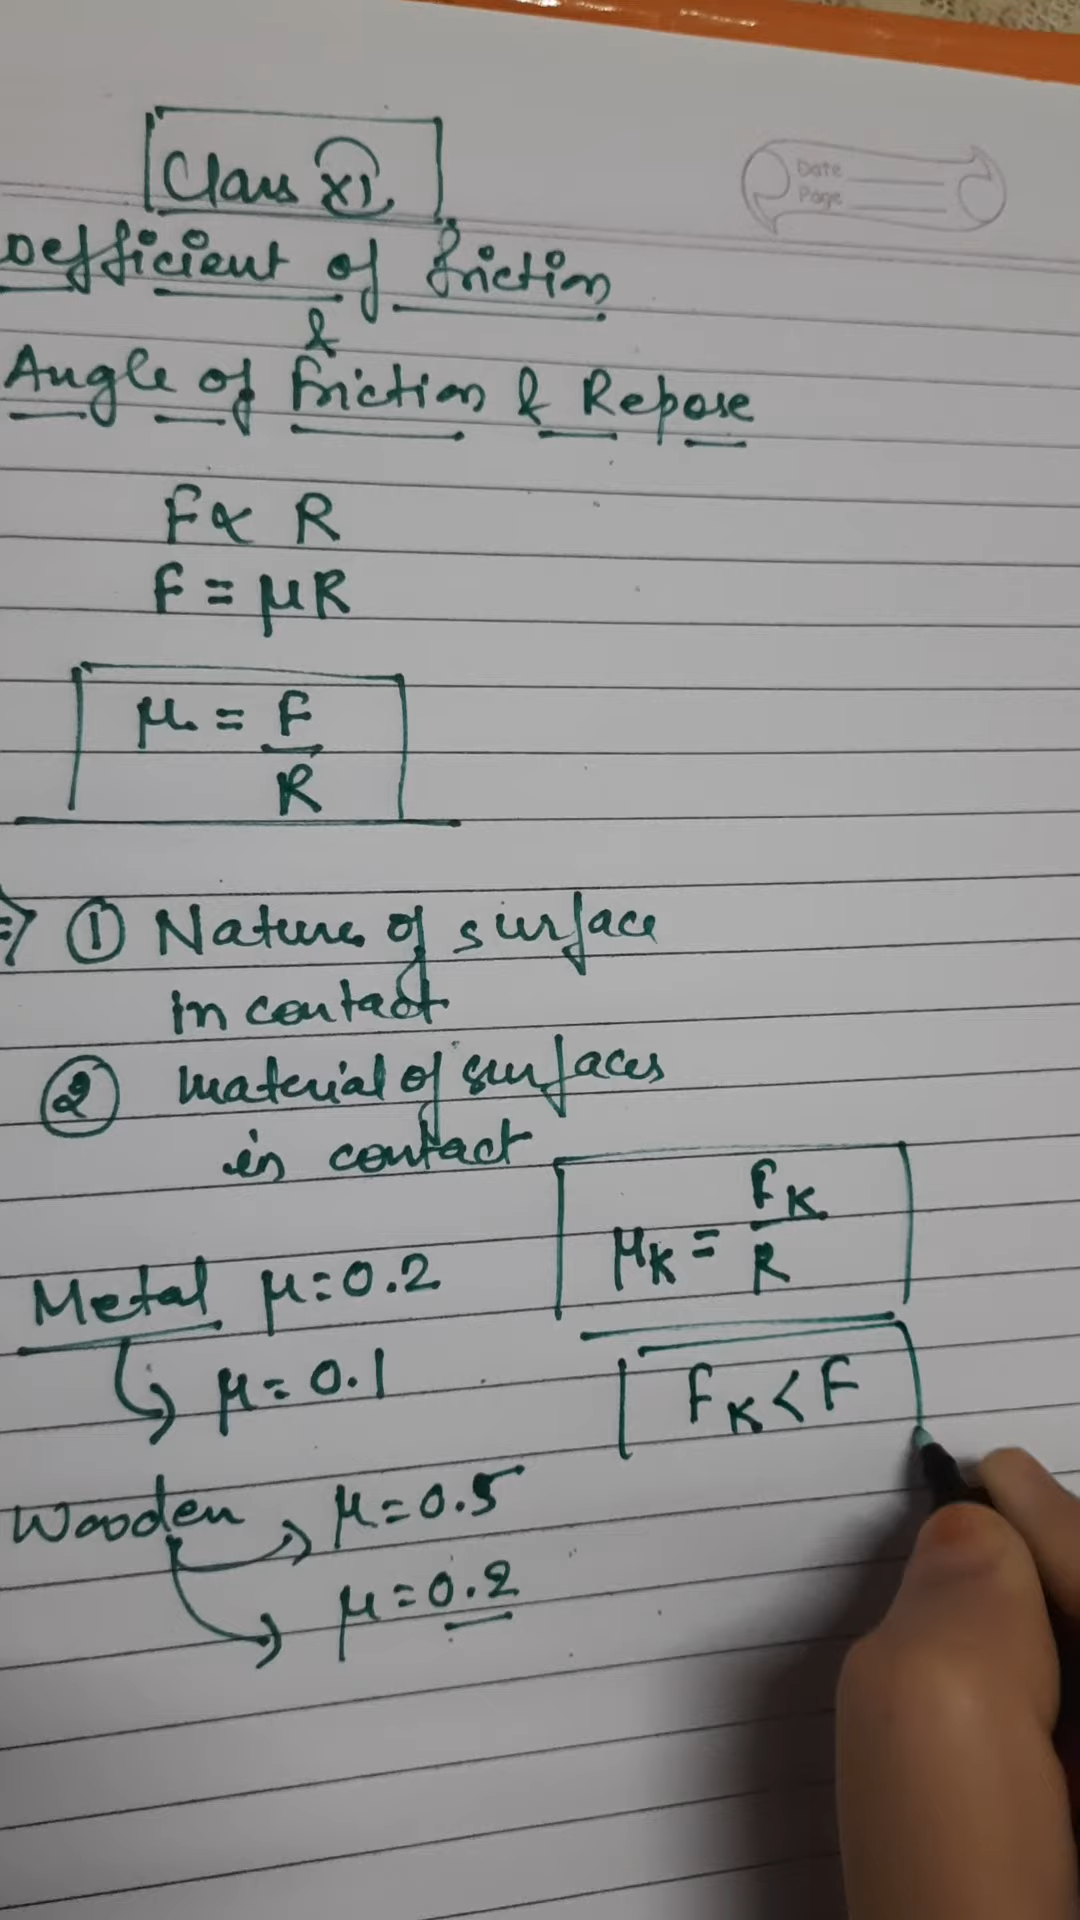 Class XI
Date
Page
oefficient of friction
&
Angle of friction & Repose
F ∝ R
F = μR
μ = F/R
⇒ ① Nature of surface
in contact
② material of surfaces
in contact
μK = FK/R
Metal μ = 0.2
μ = 0.1
FK < F
Wooden → μ = 0.5
→ μ = 0.2